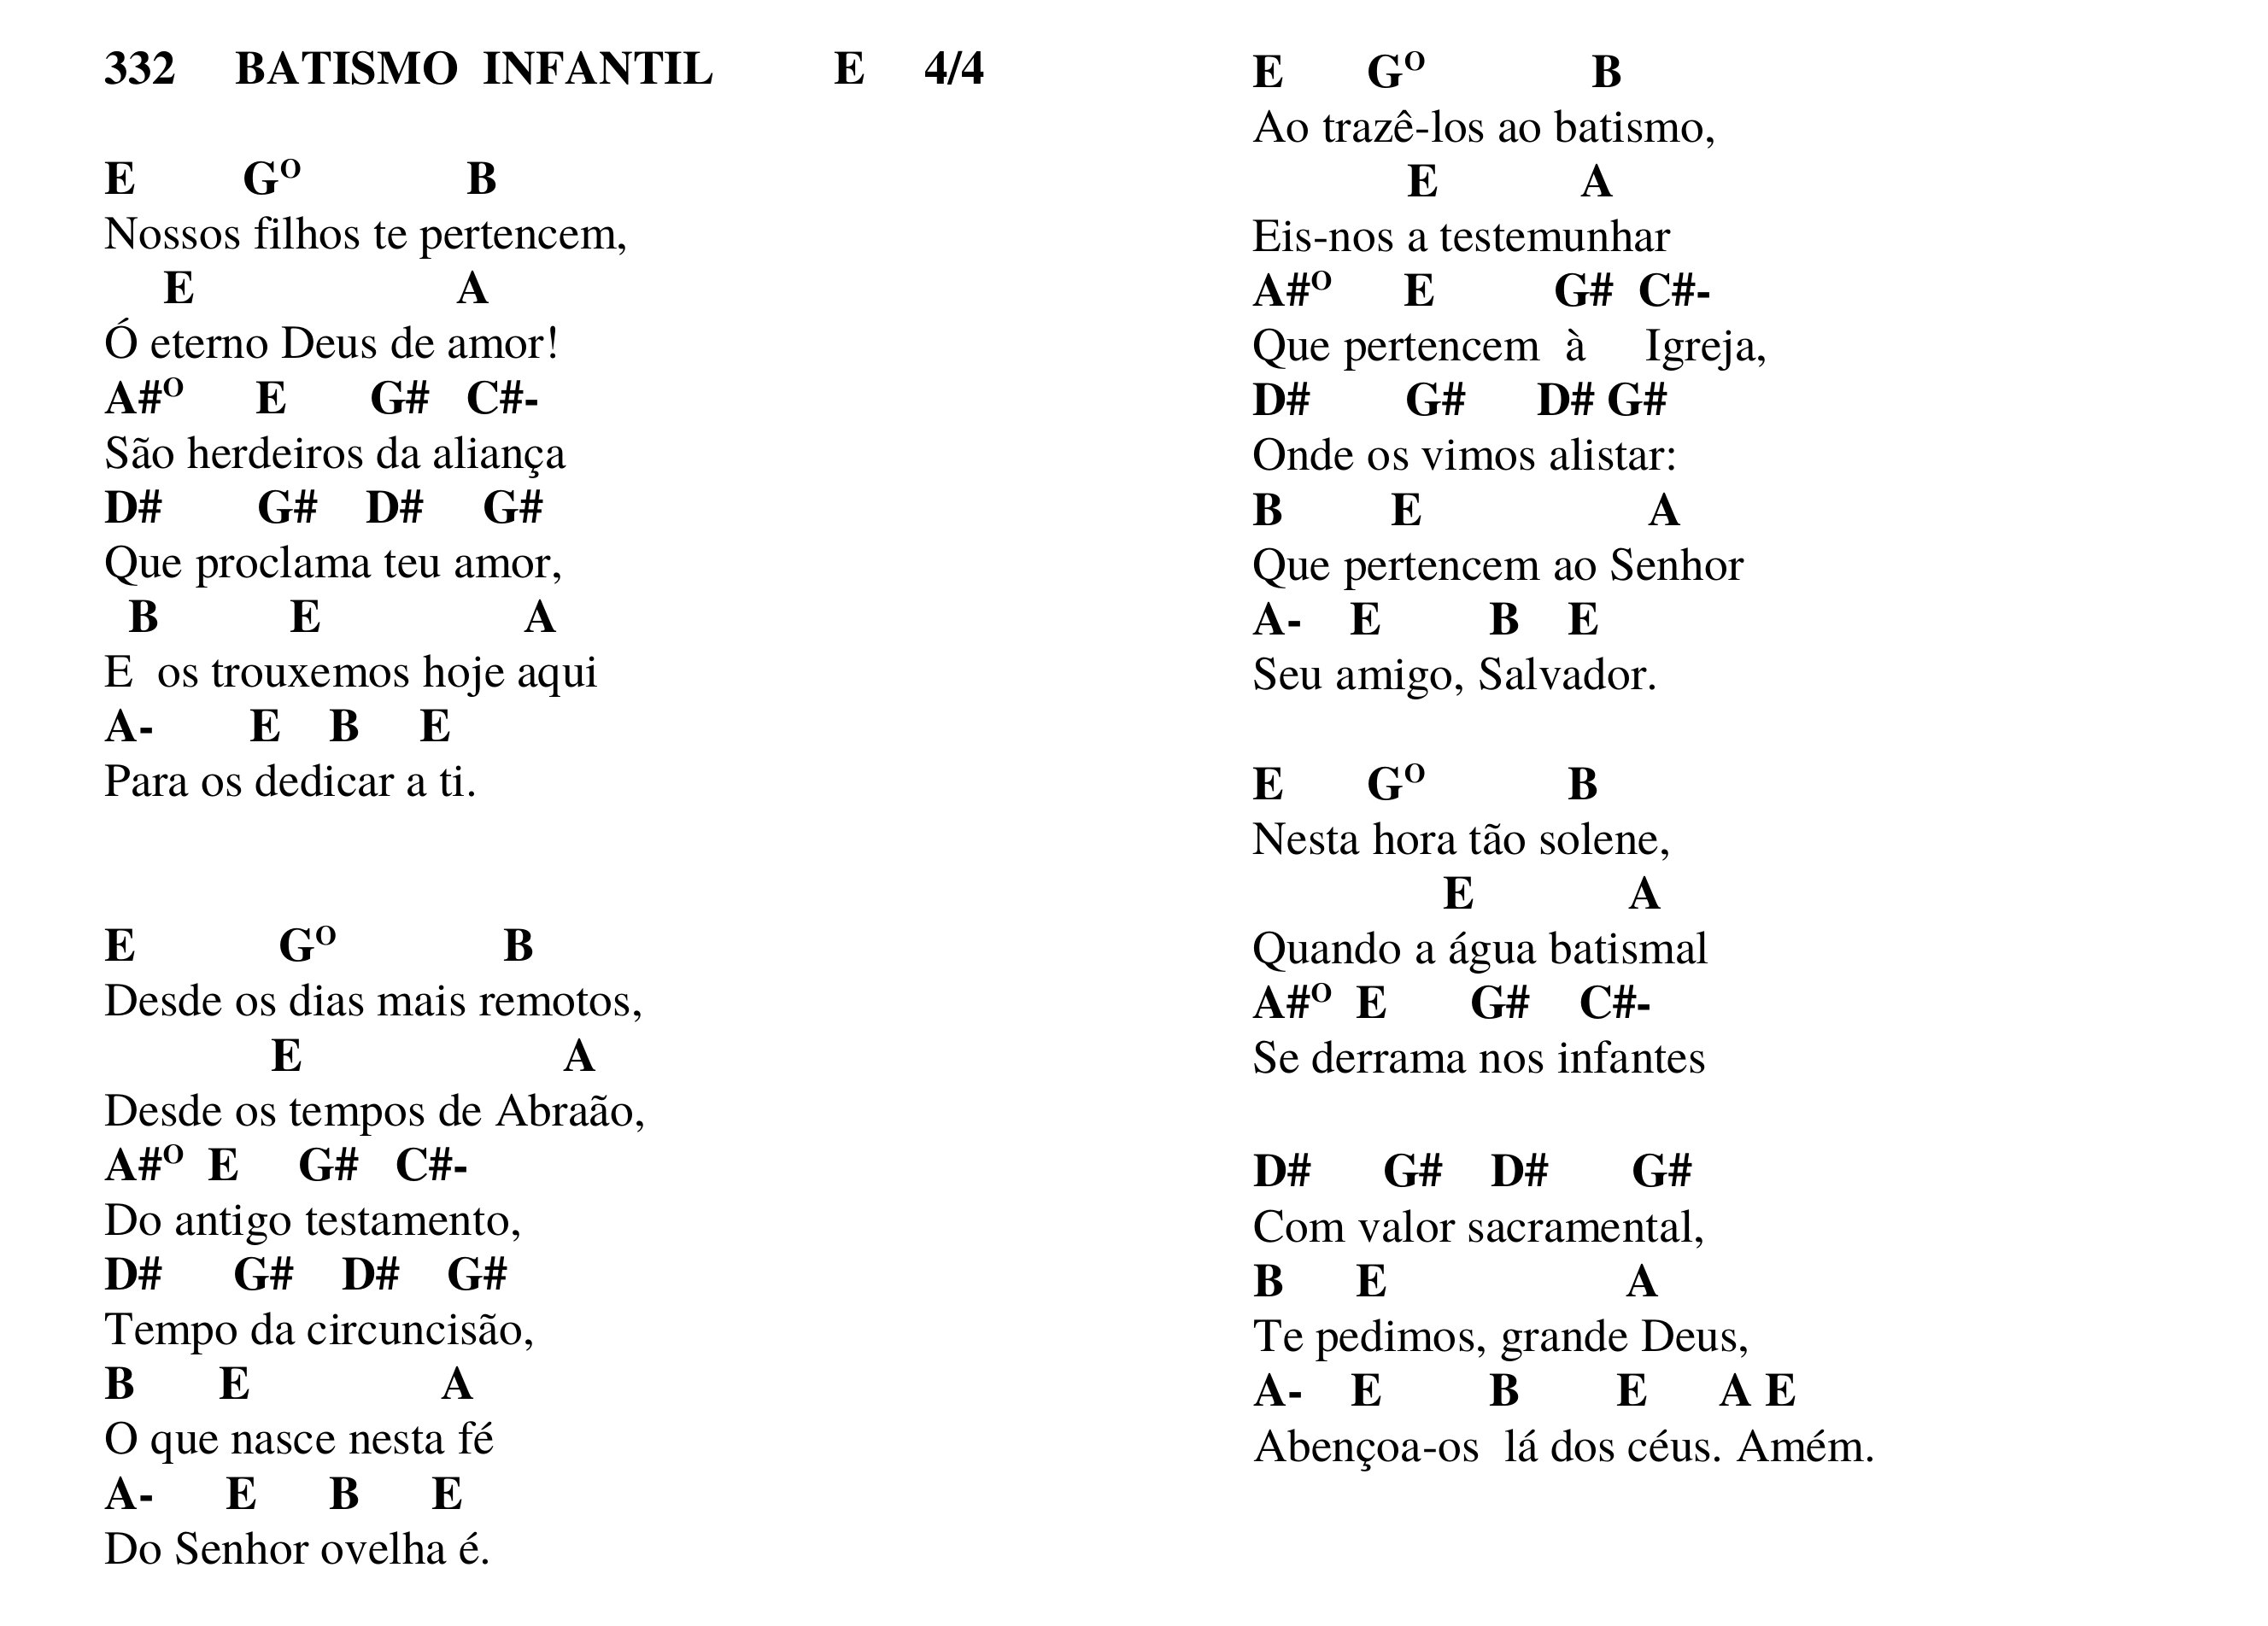 332 BATISMO INFANTIL E 4/4
E Gº B
Nossos filhos te pertencem,
E A
Ó eterno Deus de amor!
A#º E G# C#-
São herdeiros da aliança
D# G# D# G#
Que proclama teu amor,
B E A
E os trouxemos hoje aqui
A- E B E
Para os dedicar a ti.
E Gº B
Desde os dias mais remotos,
E A
Desde os tempos de Abraão,
A#º E G# C#-
Do antigo testamento,
D# G# D# G#
Tempo da circuncisão,
B E A
O que nasce nesta fé
A- E B E
Do Senhor ovelha é.
E Gº B
Ao trazê-los ao batismo,
E A
Eis-nos a testemunhar
A#º E G# C#-
Que pertencem à Igreja,
D# G# D# G#
Onde os vimos alistar:
B E A
Que pertencem ao Senhor
A- E B E
Seu amigo, Salvador.
E Gº B
Nesta hora tão solene,
E A
Quando a água batismal
A#º E G# C#-
Se derrama nos infantes
D# G# D# G#
Com valor sacramental,
B E A
Te pedimos, grande Deus,
A- E B E A E
Abençoa-os lá dos céus. Amém.